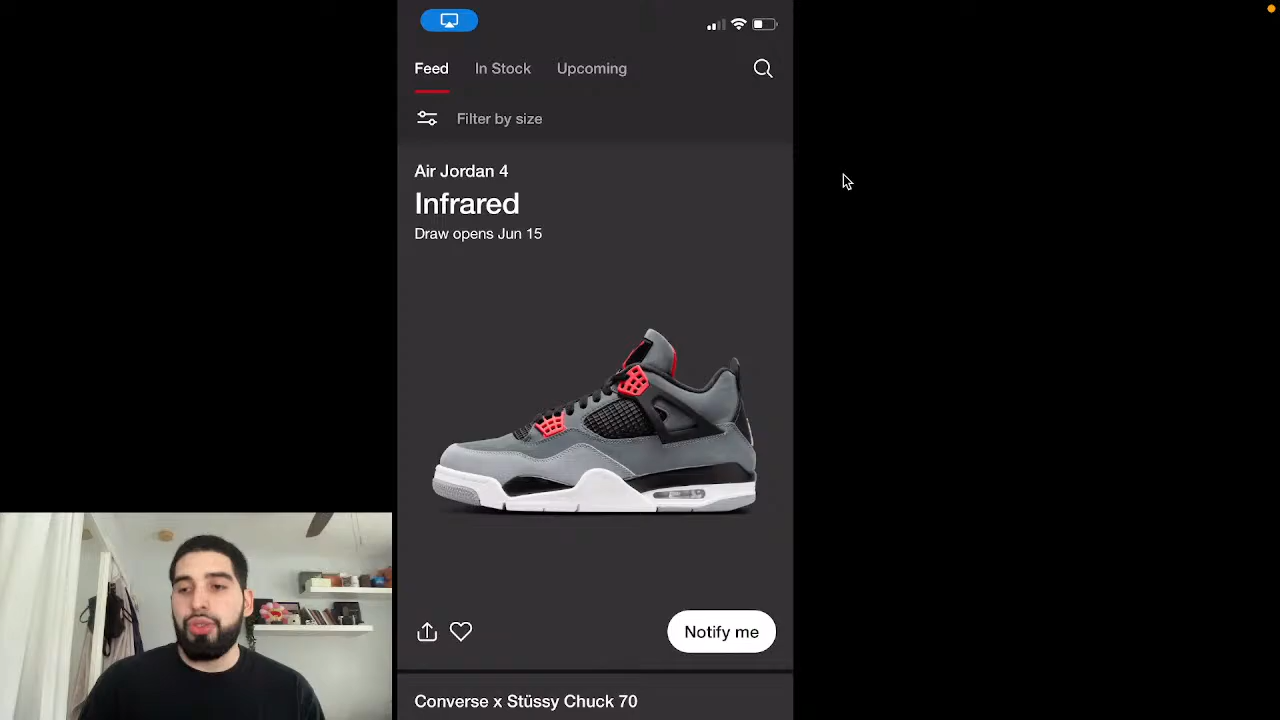 Feed
In Stock
Upcoming
Filter by size
Air Jordan 4
Infrared
Draw opens Jun 15
Notify me
Converse x Stüssy Chuck 70